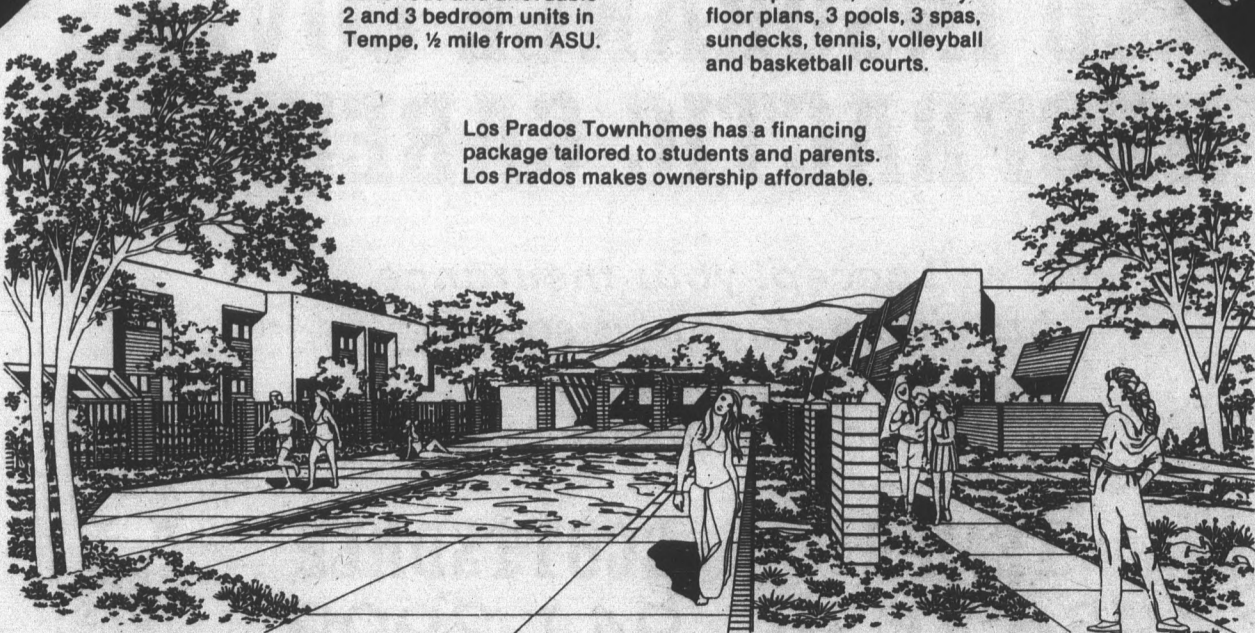 2 and 3 bedroom units in
Tempe, ½ mile from ASU.
floor plans, 3 pools, 3 spas,
sundecks, tennis, volleyball
and basketball courts.
Los Prados Townhomes has a financing
package tailored to students and parents.
Los Prados makes ownership affordable.